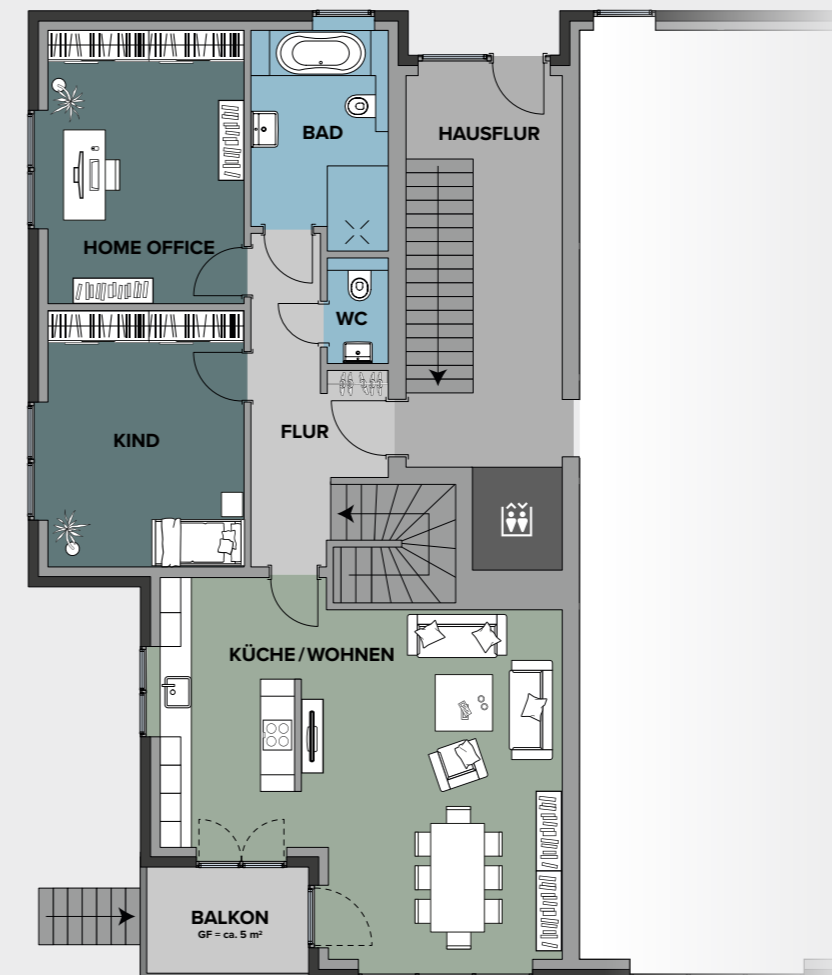 BAD
HAUSFLUR
HOME OFFICE
WC
KIND
FLUR
KÜCHE/WOHNEN
BALKON
GF = ca. 5 m²